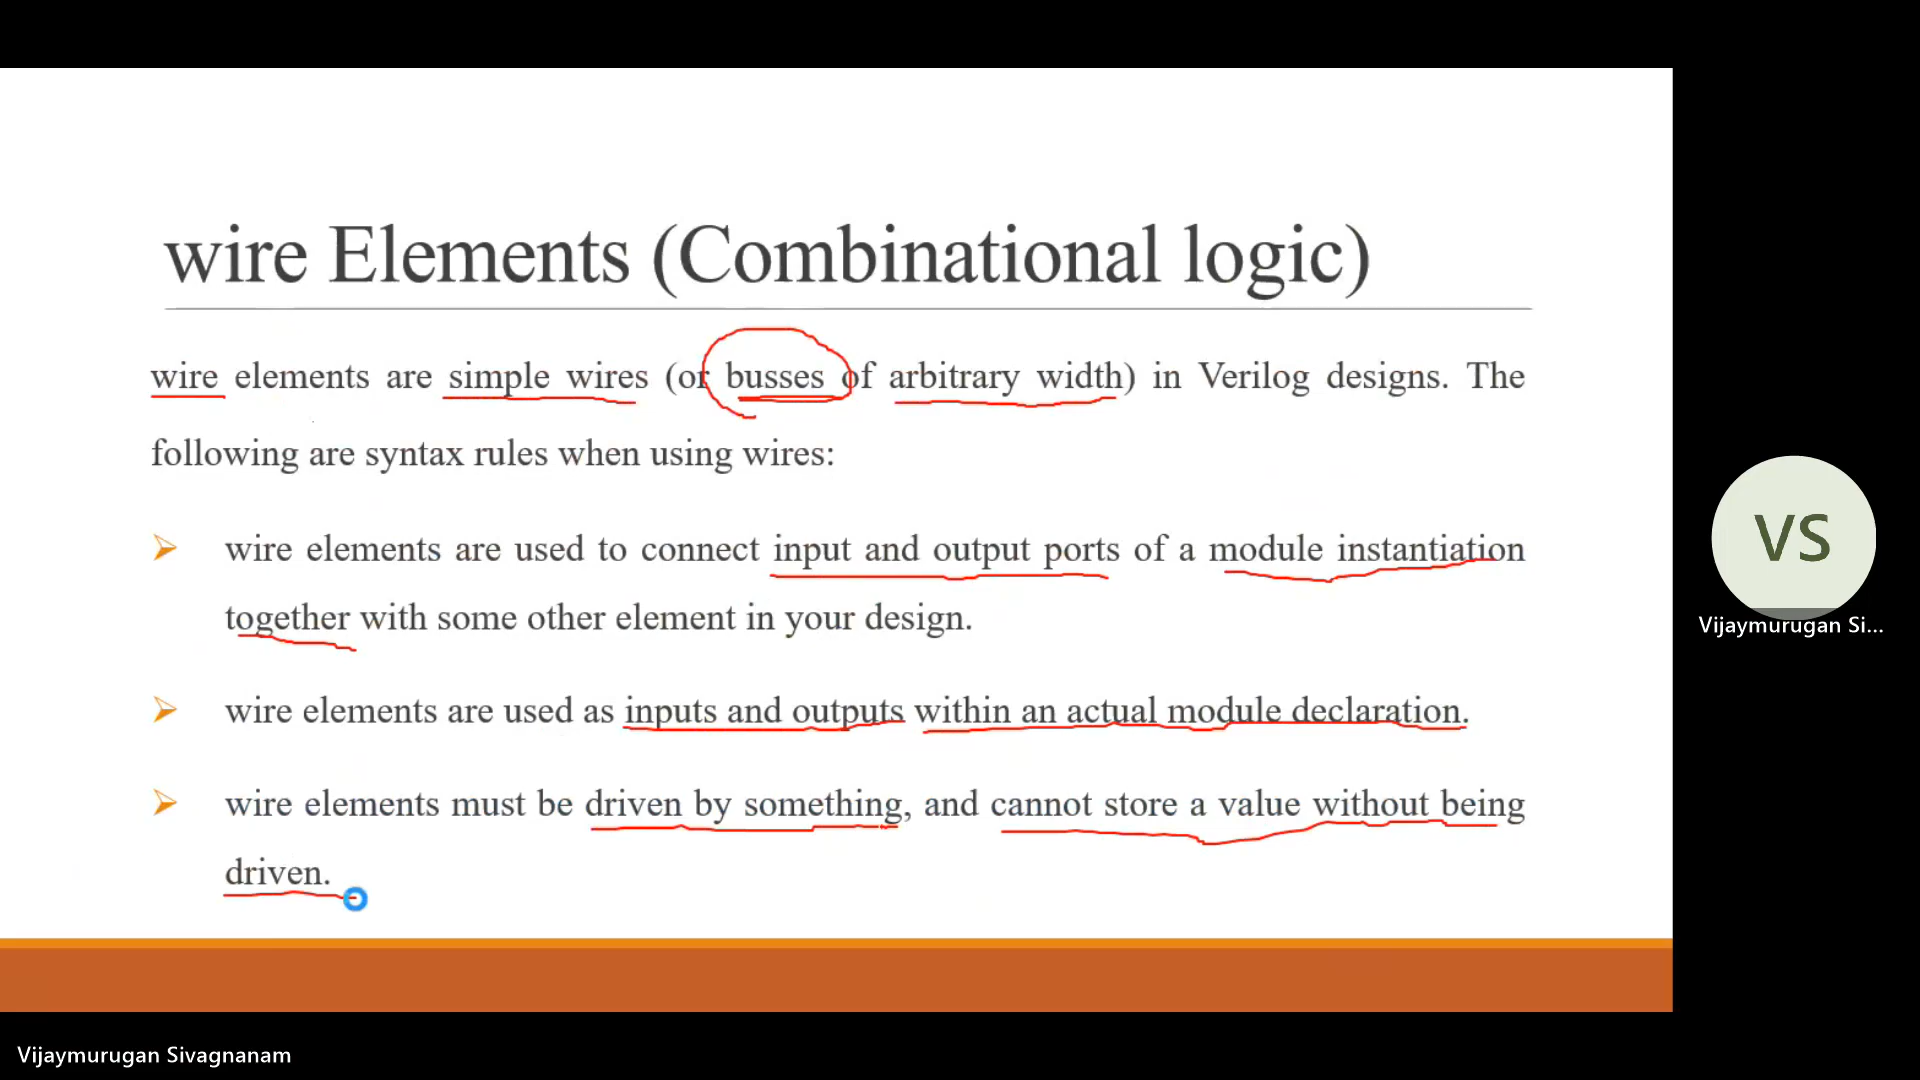 wire Elements (Combinational logic)
wire elements are simple wires (or busses of arbitrary width) in Verilog designs. The
following are syntax rules when using wires:
wire elements are used to connect input and output ports of a module instantiation
together with some other element in your design.
wire elements are used as inputs and outputs within an actual module declaration.
wire elements must be driven by something, and cannot store a value without being
driven.
VS
Vijaymurugan Si...
Vijaymurugan Sivagnanam